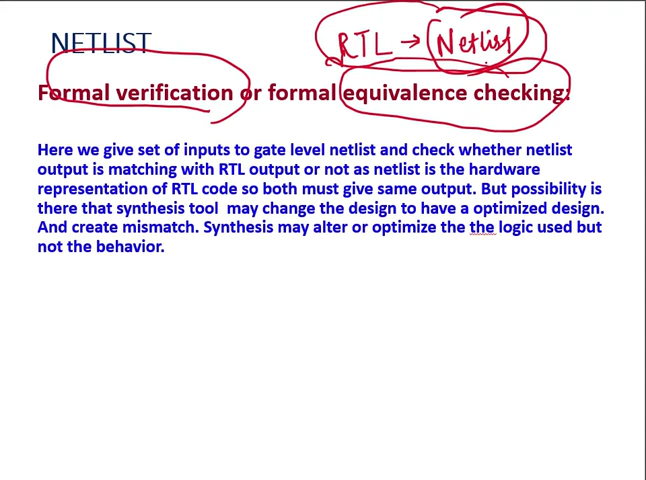 NETLIST
RTL → Netlist
Formal verification or formal equivalence checking:
Here we give set of inputs to gate level netlist and check whether netlist
output is matching with RTL output or not as netlist is the hardware
representation of RTL code so both must give same output. But possibility is
there that synthesis tool may change the design to have a optimized design.
And create mismatch. Synthesis may alter or optimize the the logic used but
not the behavior.